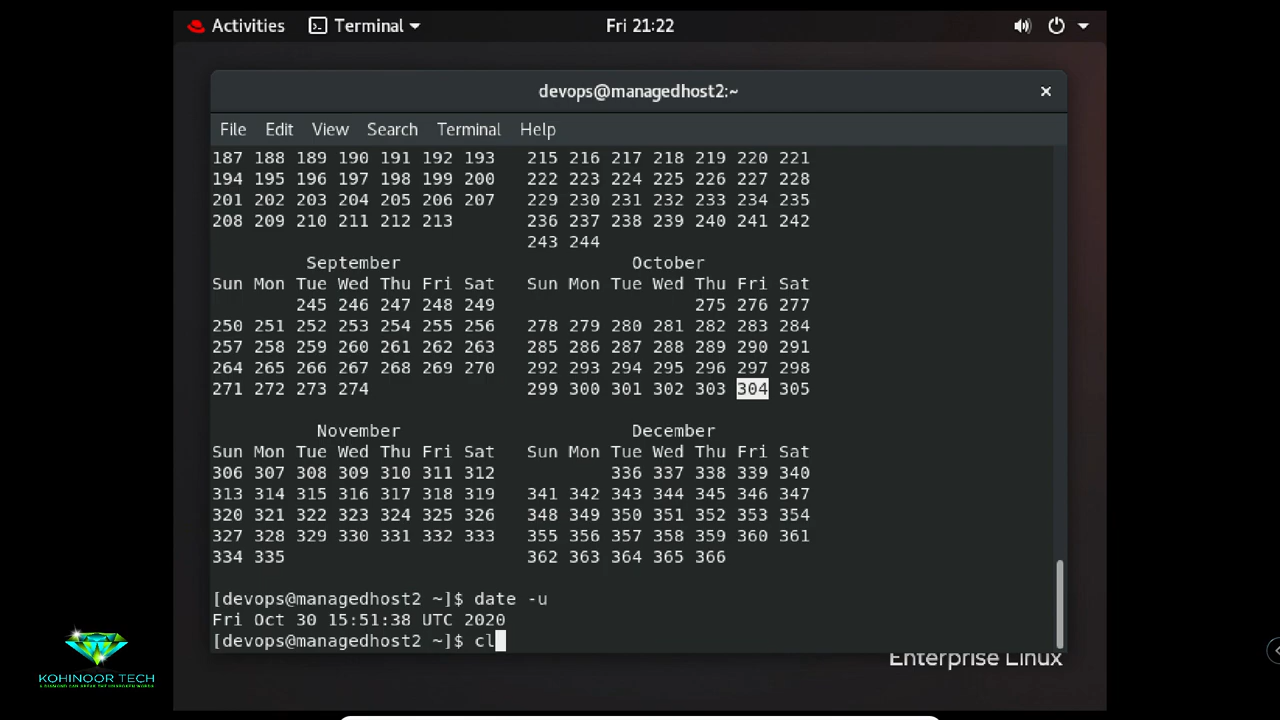 Activities Terminal Fri 21:22
devops@managedhost2:~
File Edit View Search Terminal Help
187 188 189 190 191 192 193 215 216 217 218 219 220 221
194 195 196 197 198 199 200 222 223 224 225 226 227 228
201 202 203 204 205 206 207 229 230 231 232 233 234 235
208 209 210 211 212 213 236 237 238 239 240 241 242
243 244
September October
Sun Mon Tue Wed Thu Fri Sat Sun Mon Tue Wed Thu Fri Sat
245 246 247 248 249 275 276 277
250 251 252 253 254 255 256 278 279 280 281 282 283 284
257 258 259 260 261 262 263 285 286 287 288 289 290 291
264 265 266 267 268 269 270 292 293 294 295 296 297 298
271 272 273 274 299 300 301 302 303 304 305
November December
Sun Mon Tue Wed Thu Fri Sat Sun Mon Tue Wed Thu Fri Sat
306 307 308 309 310 311 312 336 337 338 339 340
313 314 315 316 317 318 319 341 342 343 344 345 346 347
320 321 322 323 324 325 326 348 349 350 351 352 353 354
327 328 329 330 331 332 333 355 356 357 358 359 360 361
334 335 362 363 364 365 366
[devops@managedhost2 ~]$ date -u
Fri Oct 30 15:51:38 UTC 2020
[devops@managedhost2 ~]$ cl
Enterprise Linux
KOHINOOR TECH
A DIAMOND CAN BREAK THE UNBROKEN WORDS